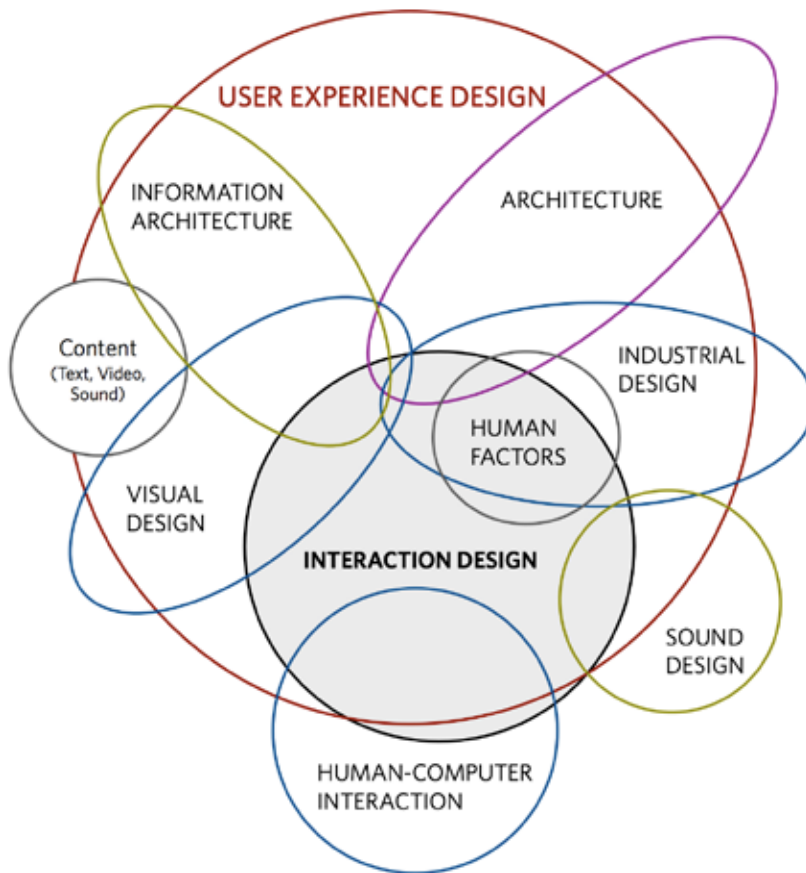 USER EXPERIENCE DESIGN
INFORMATION
ARCHITECTURE
ARCHITECTURE
Content
(Text, Video,
Sound)
INDUSTRIAL
DESIGN
HUMAN
FACTORS
VISUAL
DESIGN
INTERACTION DESIGN
SOUND
DESIGN
HUMAN-COMPUTER
INTERACTION